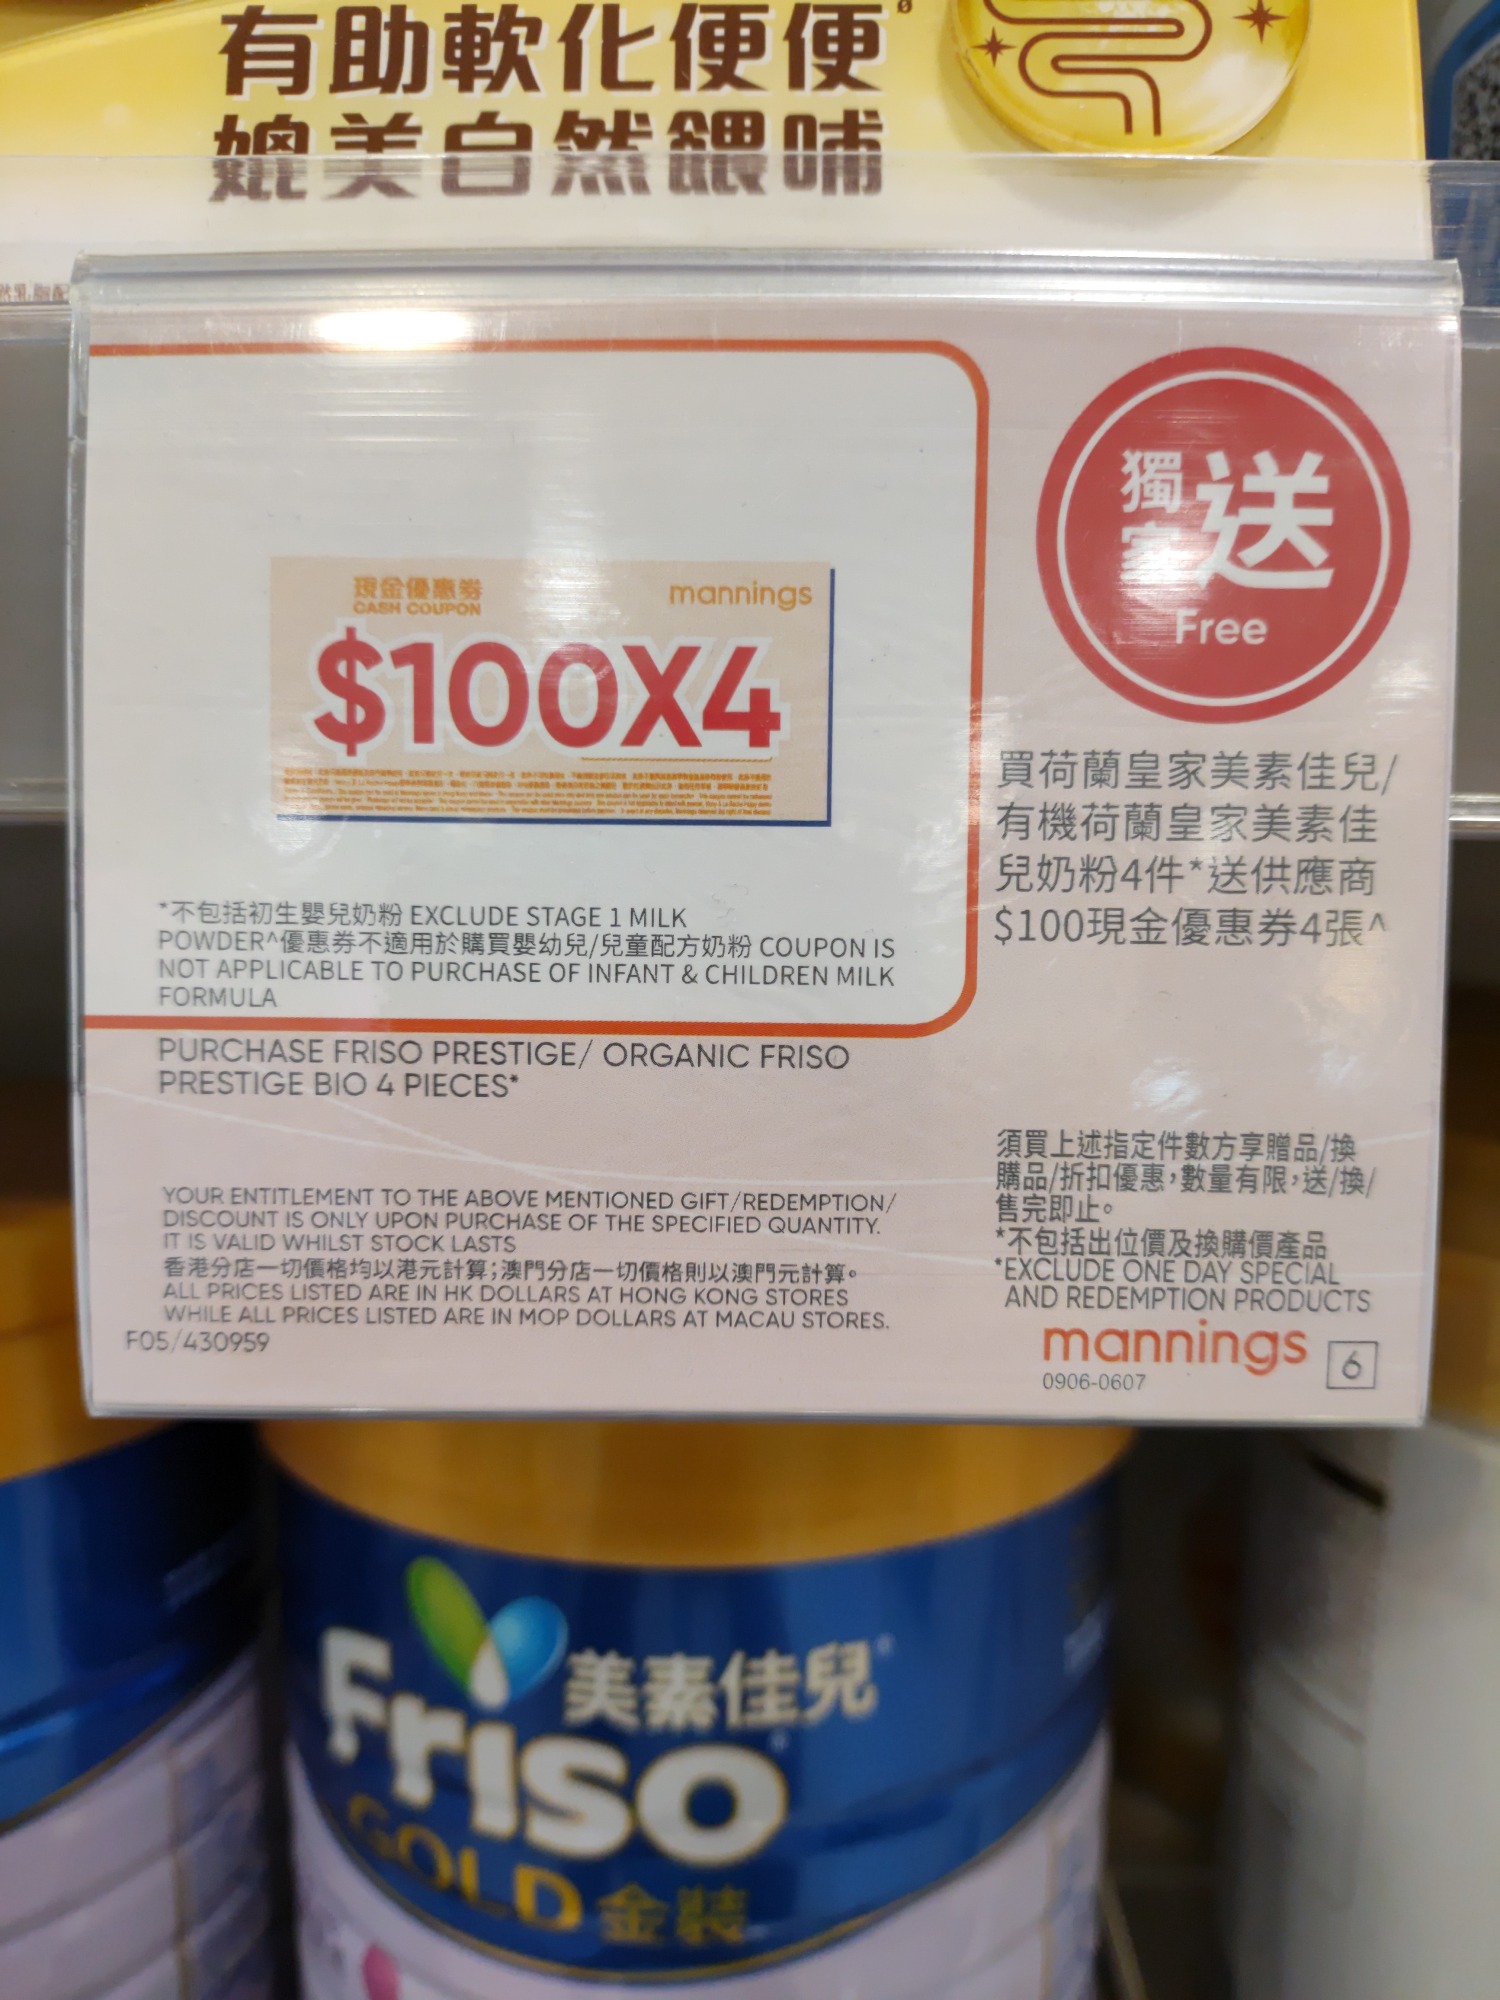 有助軟化便便
媲美自然餵哺
獨家 送
Free
現金優惠券
CASH COUPON
mannings
$100X4
買荷蘭皇家美素佳兒/
有機荷蘭皇家美素佳
兒奶粉4件*送供應商
$100現金優惠券4張^
*不包括初生嬰兒奶粉 EXCLUDE STAGE 1 MILK
POWDER^優惠券不適用於購買嬰幼兒/兒童配方奶粉 COUPON IS
NOT APPLICABLE TO PURCHASE OF INFANT & CHILDREN MILK
FORMULA
PURCHASE FRISO PRESTIGE/ ORGANIC FRISO
PRESTIGE BIO 4 PIECES*
YOUR ENTITLEMENT TO THE ABOVE MENTIONED GIFT/REDEMPTION/
DISCOUNT IS ONLY UPON PURCHASE OF THE SPECIFIED QUANTITY.
IT IS VALID WHILST STOCK LASTS
香港分店一切價格均以港元計算;澳門分店一切價格則以澳門元計算。
ALL PRICES LISTED ARE IN HK DOLLARS AT HONG KONG STORES
WHILE ALL PRICES LISTED ARE IN MOP DOLLARS AT MACAU STORES.
F05/430959
須買上述指定件數方享贈品/換
購品/折扣優惠,數量有限,送/換/
售完即止。
*不包括出位價及換購價產品
*EXCLUDE ONE DAY SPECIAL
AND REDEMPTION PRODUCTS
mannings
6
0906-0607
美素佳兒
Friso
GOLD 金裝